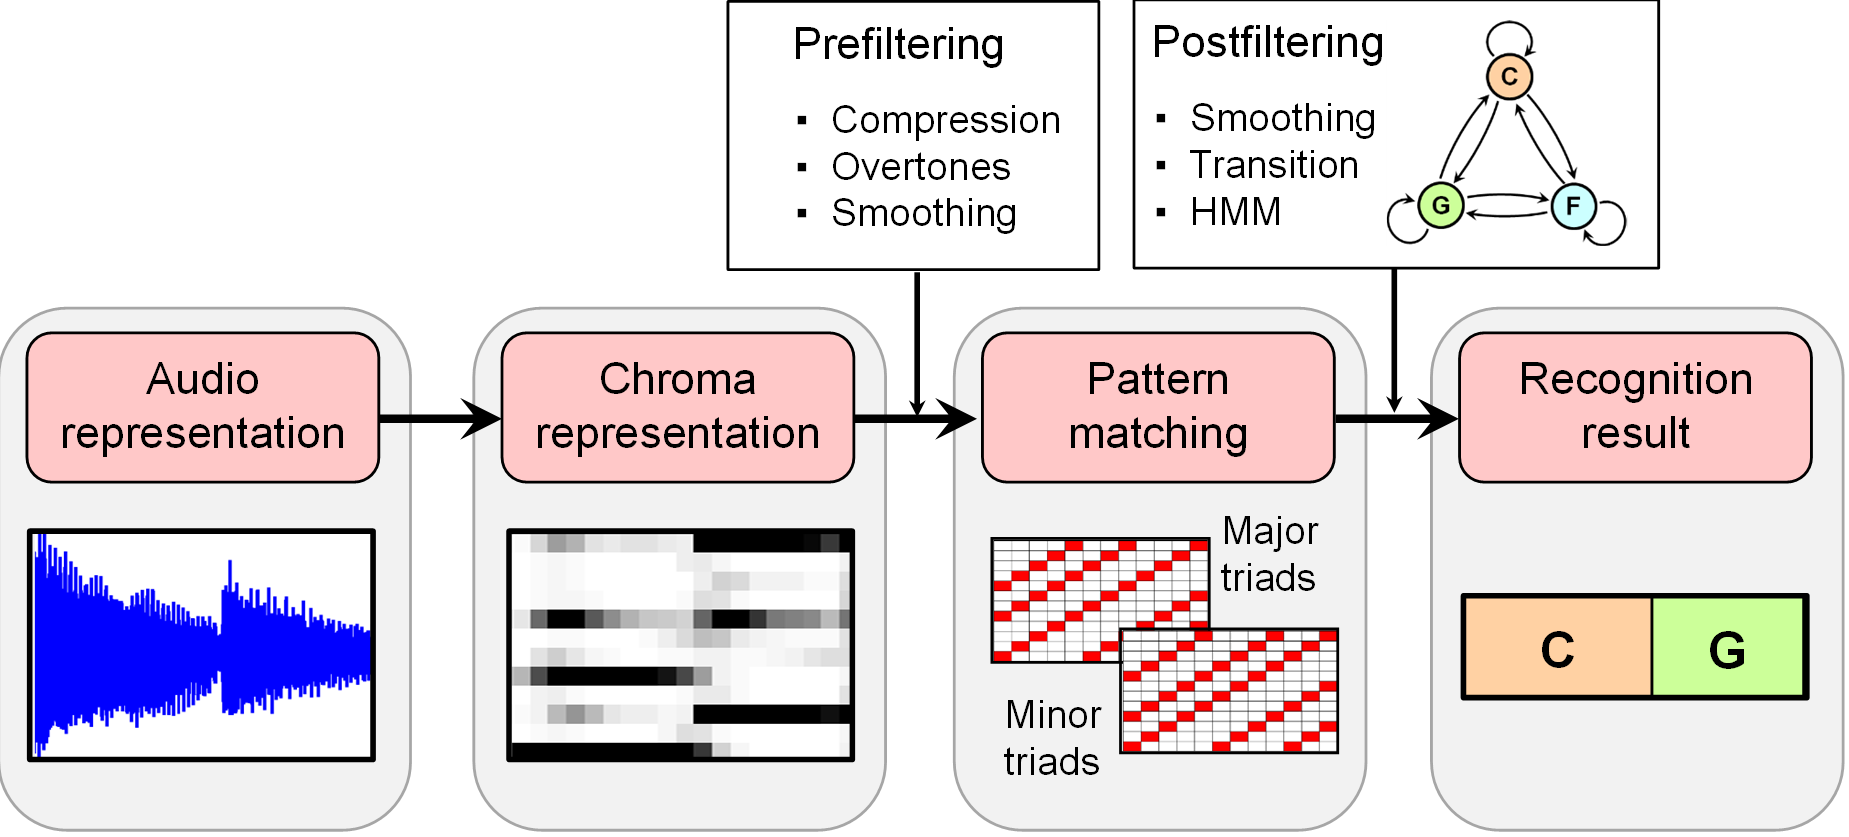 Prefiltering
▪ Compression
▪ Overtones
▪ Smoothing
Postfiltering
▪ Smoothing
▪ Transition
▪ HMM
C
G
F
Audio
representation
Chroma
representation
Pattern
matching
Recognition
result
Major
triads
Minor
triads
C
G